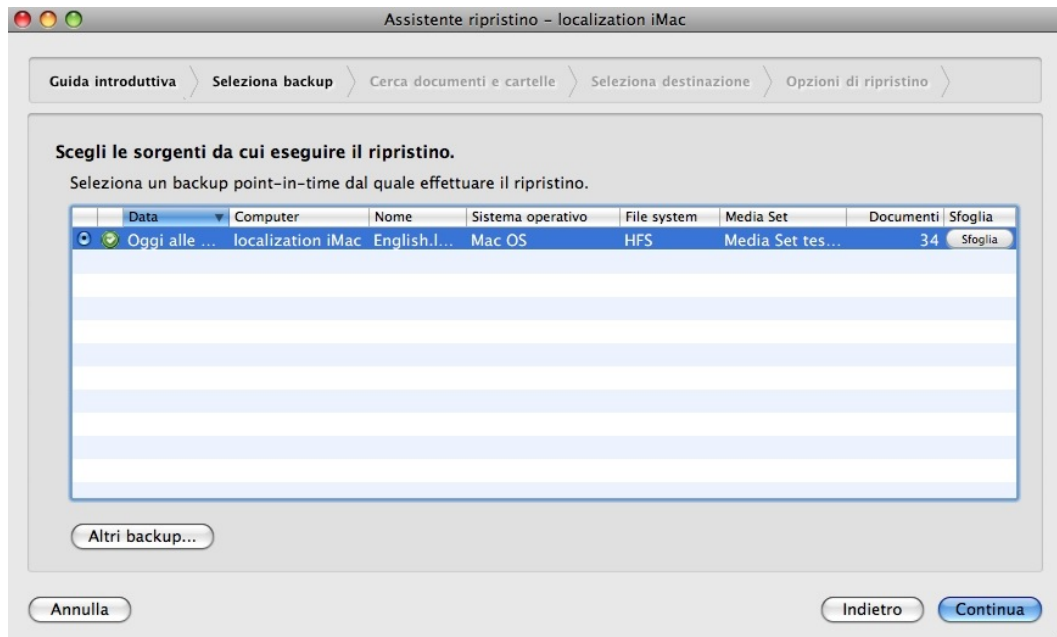 Assistente ripristino – localization iMac
Guida introduttiva Seleziona backup Cerca documenti e cartelle Seleziona destinazione Opzioni di ripristino
Scegli le sorgenti da cui eseguire il ripristino.
Seleziona un backup point-in-time dal quale effettuare il ripristino.
Data Computer Nome Sistema operativo File system Media Set Documenti Sfoglia
Oggi alle ... localization iMac English.l... Mac OS HFS Media Set tes... 34 Sfoglia
Altri backup...
Annulla Indietro Continua